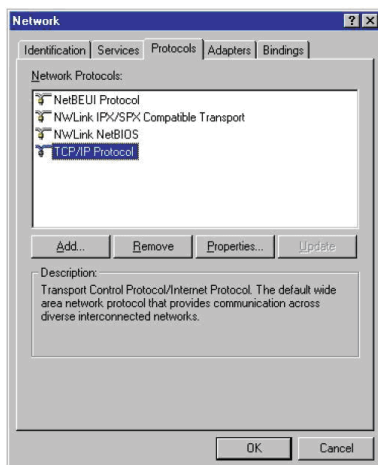 Network
Identification Services Protocols Adapters Bindings
Network Protocols:
NetBEUI Protocol
NWLink IPX/SPX Compatible Transport
NWLink NetBIOS
TCP/IP Protocol
Add... Remove Properties... Update
Description:
Transport Control Protocol/Internet Protocol. The default wide
area network protocol that provides communication across
diverse interconnected networks.
OK Cancel